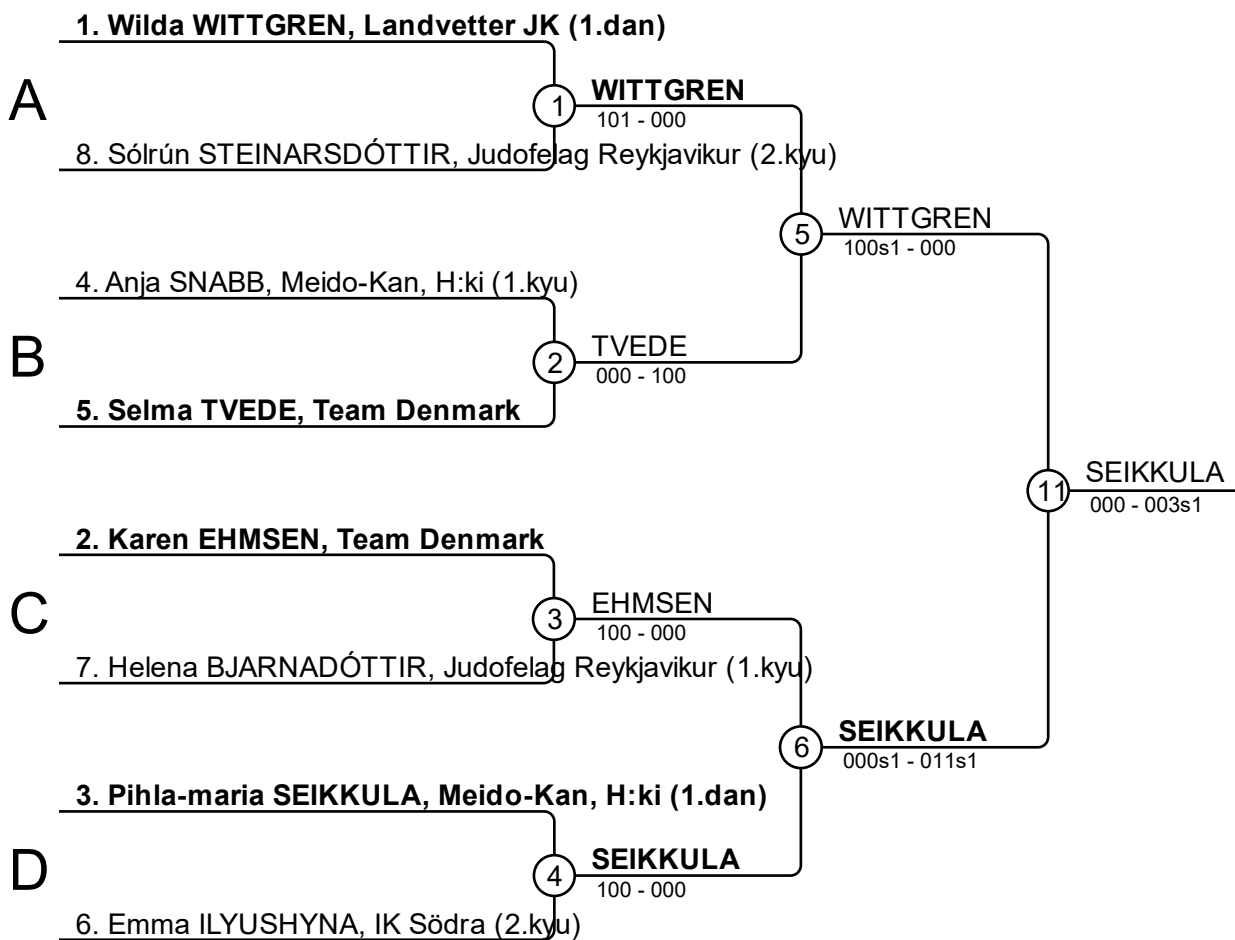 1. Wilda WITTGREN, Landvetter JK (1.dan)
A
1
WITTGREN
101 - 000
8. Sólrún STEINARSDÓTTIR, Judofelag Reykjavikur (2.kyu)
5
WITTGREN
100s1 - 000
4. Anja SNABB, Meido-Kan, H:ki (1.kyu)
B
2
TVEDE
000 - 100
5. Selma TVEDE, Team Denmark
11
SEIKKULA
000 - 003s1
2. Karen EHMSEN, Team Denmark
C
3
EHMSEN
100 - 000
7. Helena BJARNADÓTTIR, Judofelag Reykjavikur (1.kyu)
6
SEIKKULA
000s1 - 011s1
3. Pihla-maria SEIKKULA, Meido-Kan, H:ki (1.dan)
D
4
SEIKKULA
100 - 000
6. Emma ILYUSHYNA, IK Södra (2.kyu)